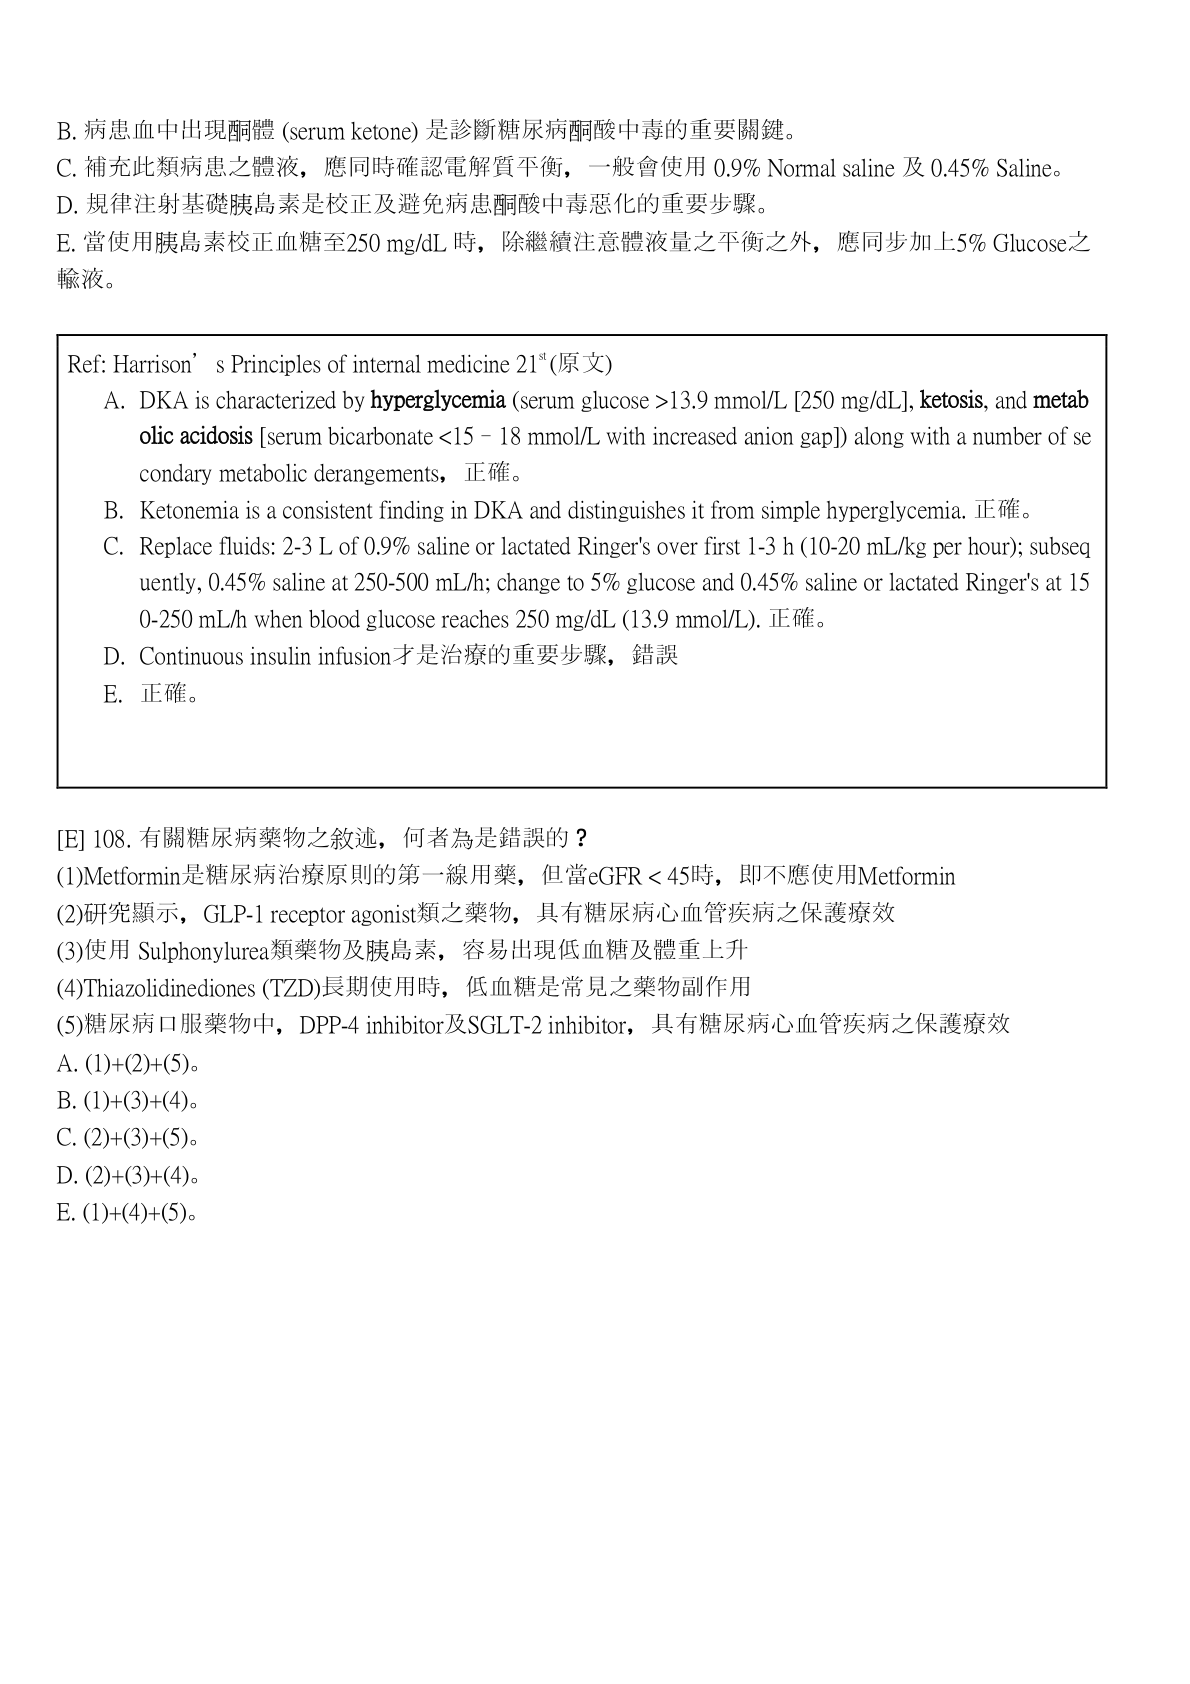 B. 病患血中出現酮體 (serum ketone) 是診斷糖尿病酮酸中毒的重要關鍵。
C. 補充此類病患之體液，應同時確認電解質平衡，一般會使用 0.9% Normal saline 及 0.45% Saline。
D. 規律注射基礎胰島素是校正及避免病患酮酸中毒惡化的重要步驟。
E. 當使用胰島素校正血糖至250 mg/dL 時，除繼續注意體液量之平衡之外，應同步加上5% Glucose之
輸液。
Ref: Harrison’s Principles of internal medicine 21st(原文)
A. DKA is characterized by hyperglycemia (serum glucose >13.9 mmol/L [250 mg/dL], ketosis, and metab
olic acidosis [serum bicarbonate <15–18 mmol/L with increased anion gap]) along with a number of se
condary metabolic derangements，正確。
B. Ketonemia is a consistent finding in DKA and distinguishes it from simple hyperglycemia. 正確。
C. Replace fluids: 2-3 L of 0.9% saline or lactated Ringer's over first 1-3 h (10-20 mL/kg per hour); subseq
uently, 0.45% saline at 250-500 mL/h; change to 5% glucose and 0.45% saline or lactated Ringer's at 15
0-250 mL/h when blood glucose reaches 250 mg/dL (13.9 mmol/L). 正確。
D. Continuous insulin infusion才是治療的重要步驟，錯誤
E. 正確。
[E] 108. 有關糖尿病藥物之敘述，何者為是錯誤的？
(1)Metformin是糖尿病治療原則的第一線用藥，但當eGFR < 45時，即不應使用Metformin
(2)研究顯示，GLP-1 receptor agonist類之藥物，具有糖尿病心血管疾病之保護療效
(3)使用 Sulphonylurea類藥物及胰島素，容易出現低血糖及體重上升
(4)Thiazolidinediones (TZD)長期使用時，低血糖是常見之藥物副作用
(5)糖尿病口服藥物中，DPP-4 inhibitor及SGLT-2 inhibitor，具有糖尿病心血管疾病之保護療效
A. (1)+(2)+(5)。
B. (1)+(3)+(4)。
C. (2)+(3)+(5)。
D. (2)+(3)+(4)。
E. (1)+(4)+(5)。